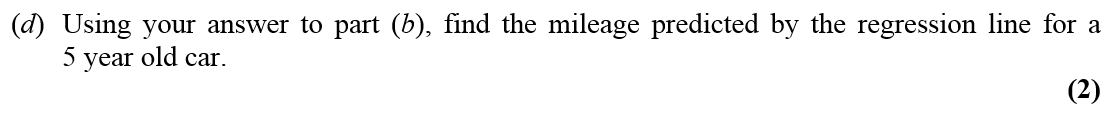 (d) Using your answer to part (b), find the mileage predicted by the regression line for a
5 year old car.
(2)